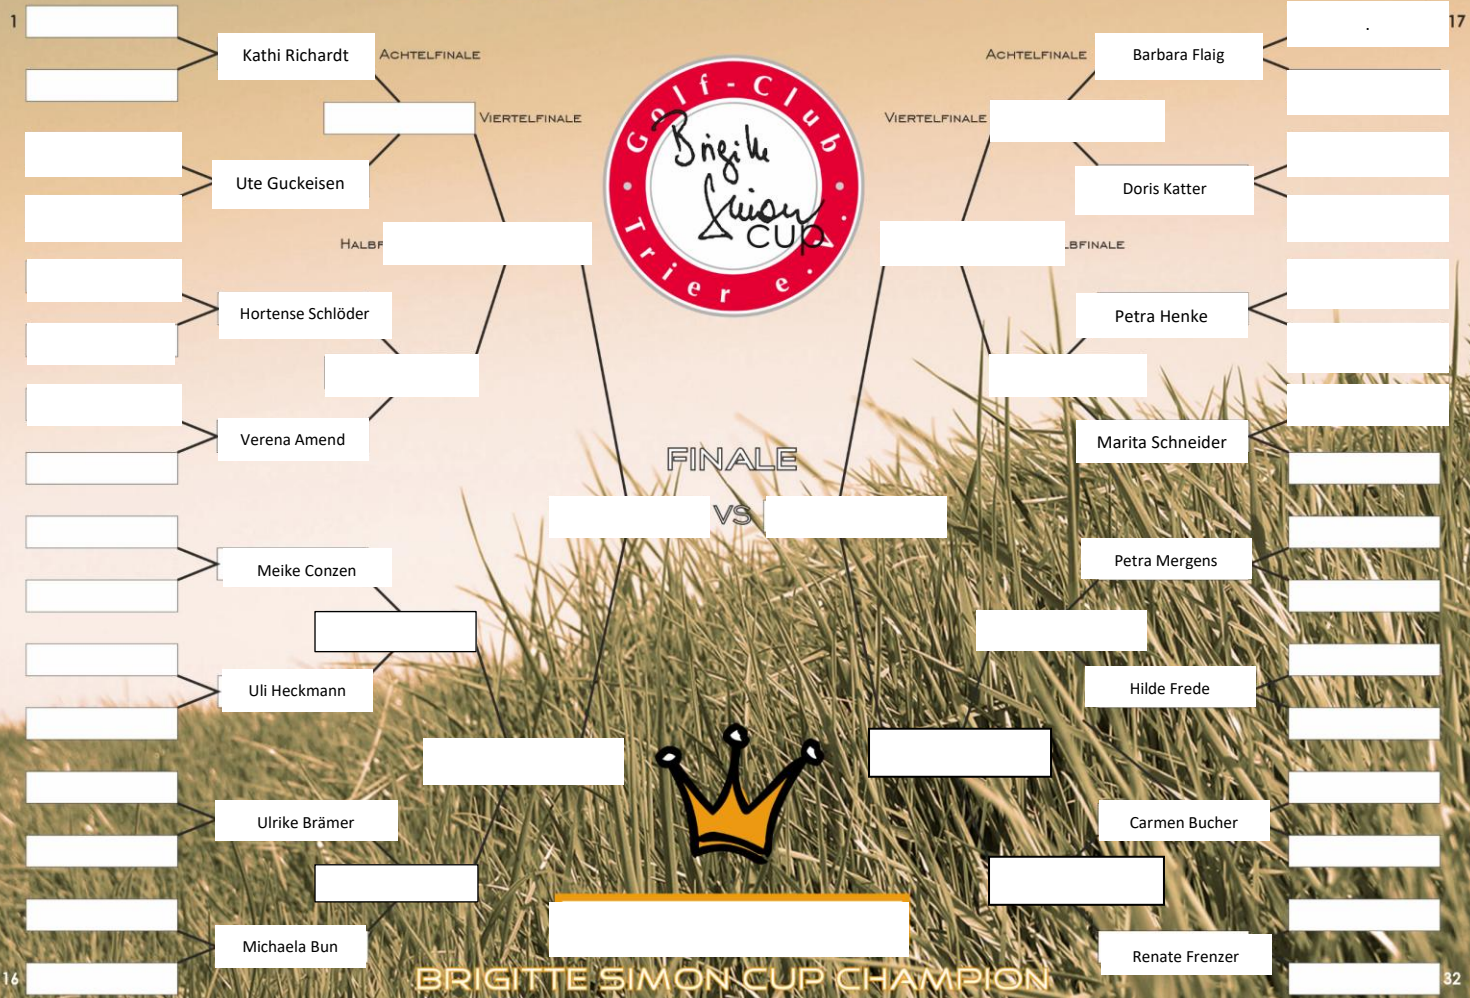 1
17
Kathi Richardt
ACHTELFINALE
ACHTELFINALE
Barbara Flaig
.
VIERTELFINALE
VIERTELFINALE
Golf-Club
Trier e.V.
Brigitte
Simon
CUP
Ute Guckeisen
Doris Katter
HALBF
LBFINALE
Hortense Schlöder
Petra Henke
Verena Amend
Marita Schneider
FINALE
VS
Meike Conzen
Petra Mergens
Uli Heckmann
Hilde Frede
Ulrike Brämer
Carmen Bucher
Michaela Bun
Renate Frenzer
16
32
BRIGITTE SIMON CUP CHAMPION